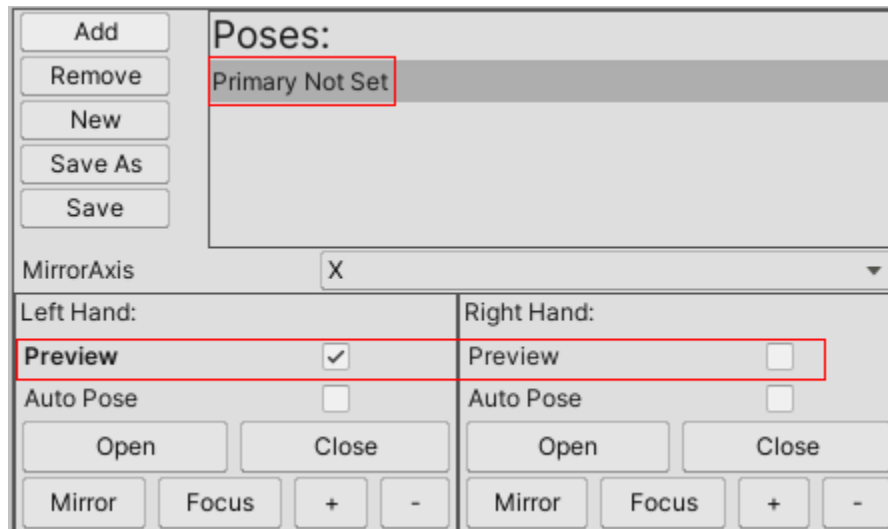 Add
Remove
New
Save As
Save
Poses:
Primary Not Set
MirrorAxis X
Left Hand: Right Hand:
Preview Preview
Auto Pose Auto Pose
Open Close Open Close
Mirror Focus + - Mirror Focus + -